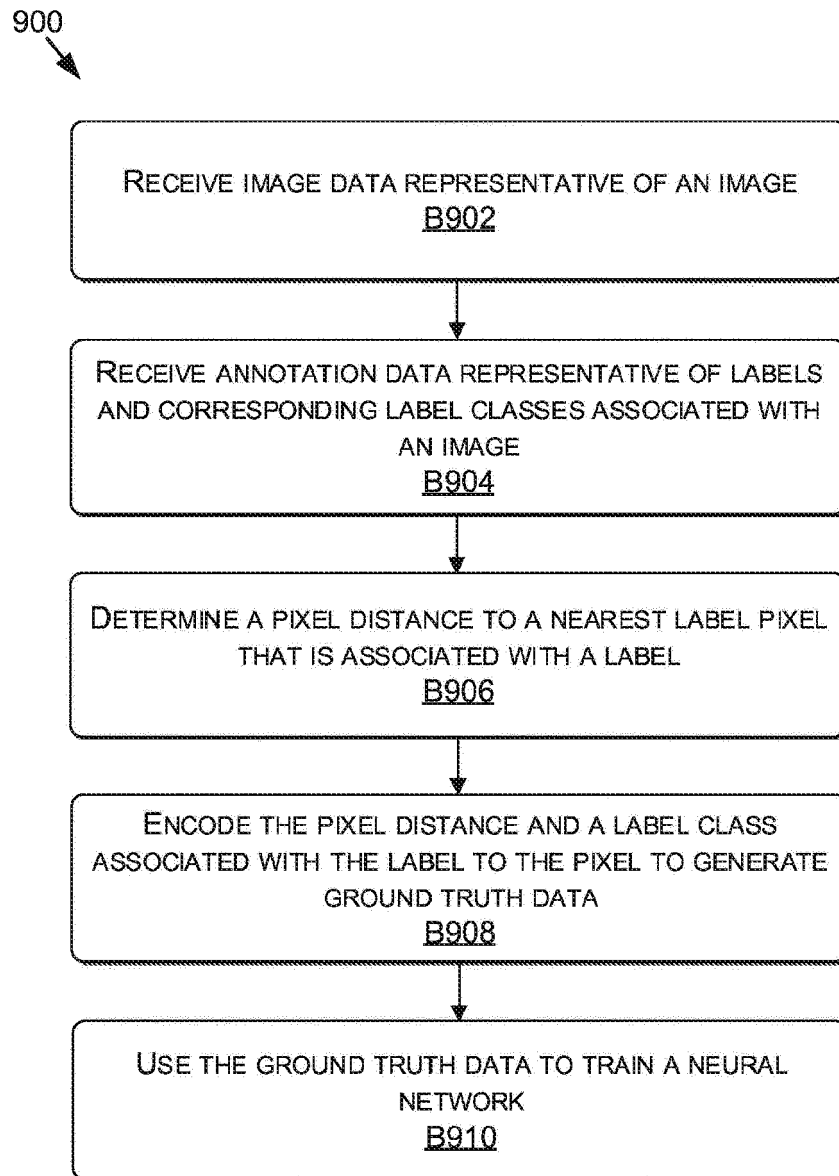 900
RECEIVE IMAGE DATA REPRESENTATIVE OF AN IMAGE
B902
RECEIVE ANNOTATION DATA REPRESENTATIVE OF LABELS
AND CORRESPONDING LABEL CLASSES ASSOCIATED WITH
AN IMAGE
B904
DETERMINE A PIXEL DISTANCE TO A NEAREST LABEL PIXEL
THAT IS ASSOCIATED WITH A LABEL
B906
ENCODE THE PIXEL DISTANCE AND A LABEL CLASS
ASSOCIATED WITH THE LABEL TO THE PIXEL TO GENERATE
GROUND TRUTH DATA
B908
USE THE GROUND TRUTH DATA TO TRAIN A NEURAL
NETWORK
B910